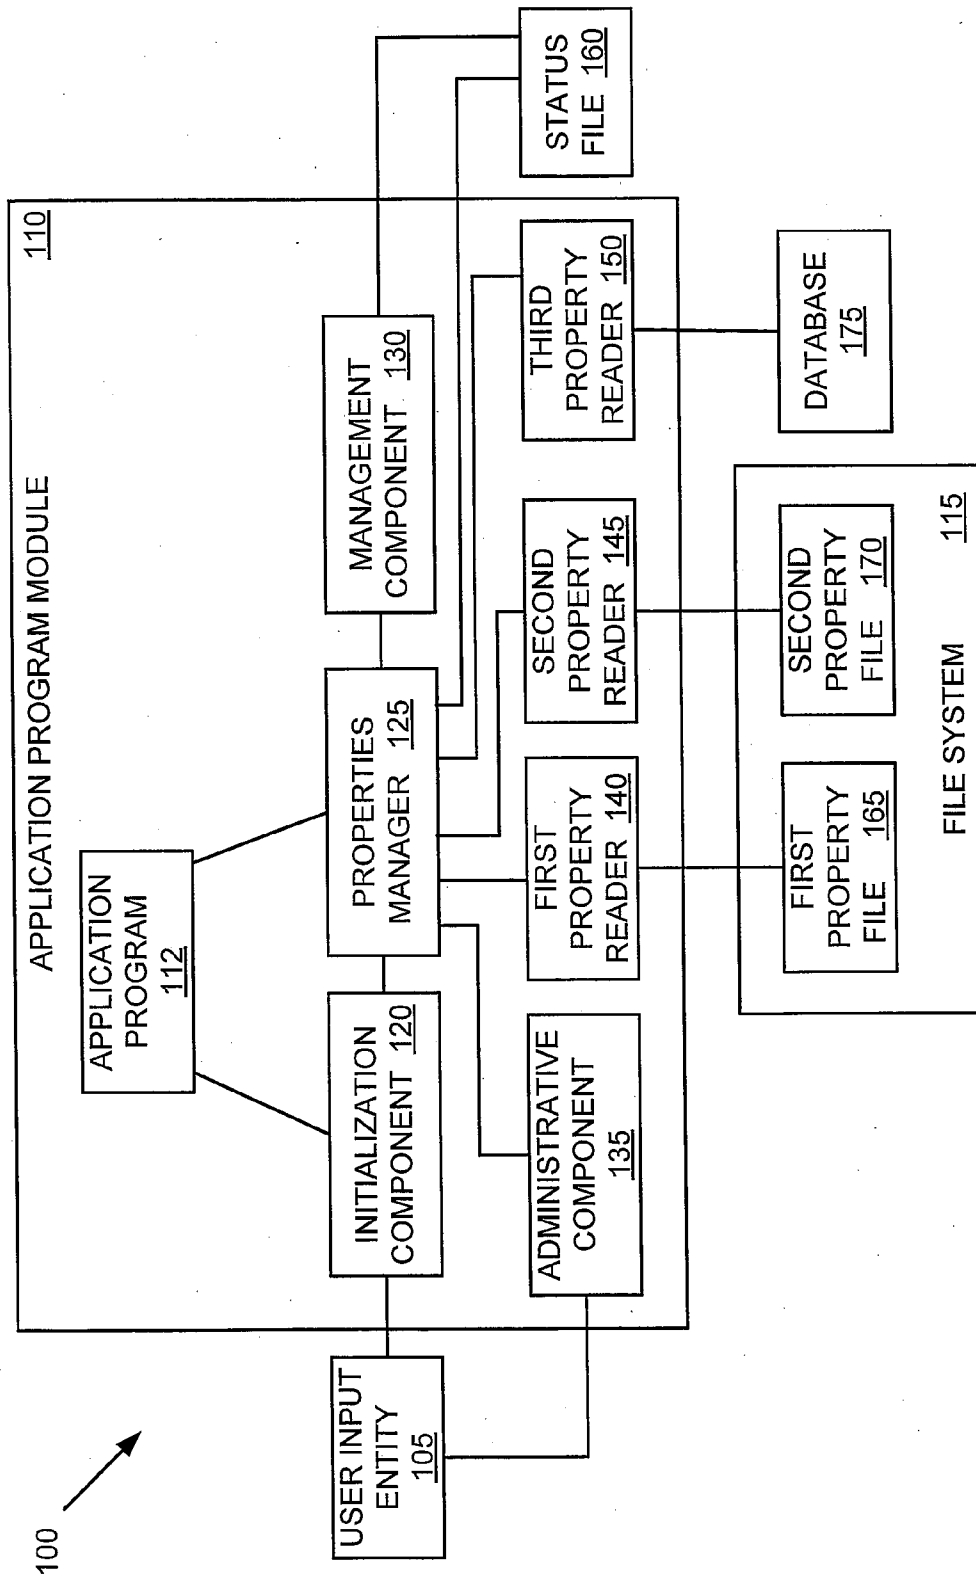 100
APPLICATION PROGRAM MODULE
110
APPLICATION
PROGRAM
112
USER INPUT
ENTITY
105
INITIALIZATION
COMPONENT 120
PROPERTIES
MANAGER 125
MANAGEMENT
COMPONENT 130
STATUS
FILE 160
ADMINISTRATIVE
COMPONENT
135
FIRST
PROPERTY
READER 140
SECOND
PROPERTY
READER 145
THIRD
PROPERTY
READER 150
FIRST
PROPERTY
FILE 165
SECOND
PROPERTY
FILE 170
DATABASE
175
FILE SYSTEM
115